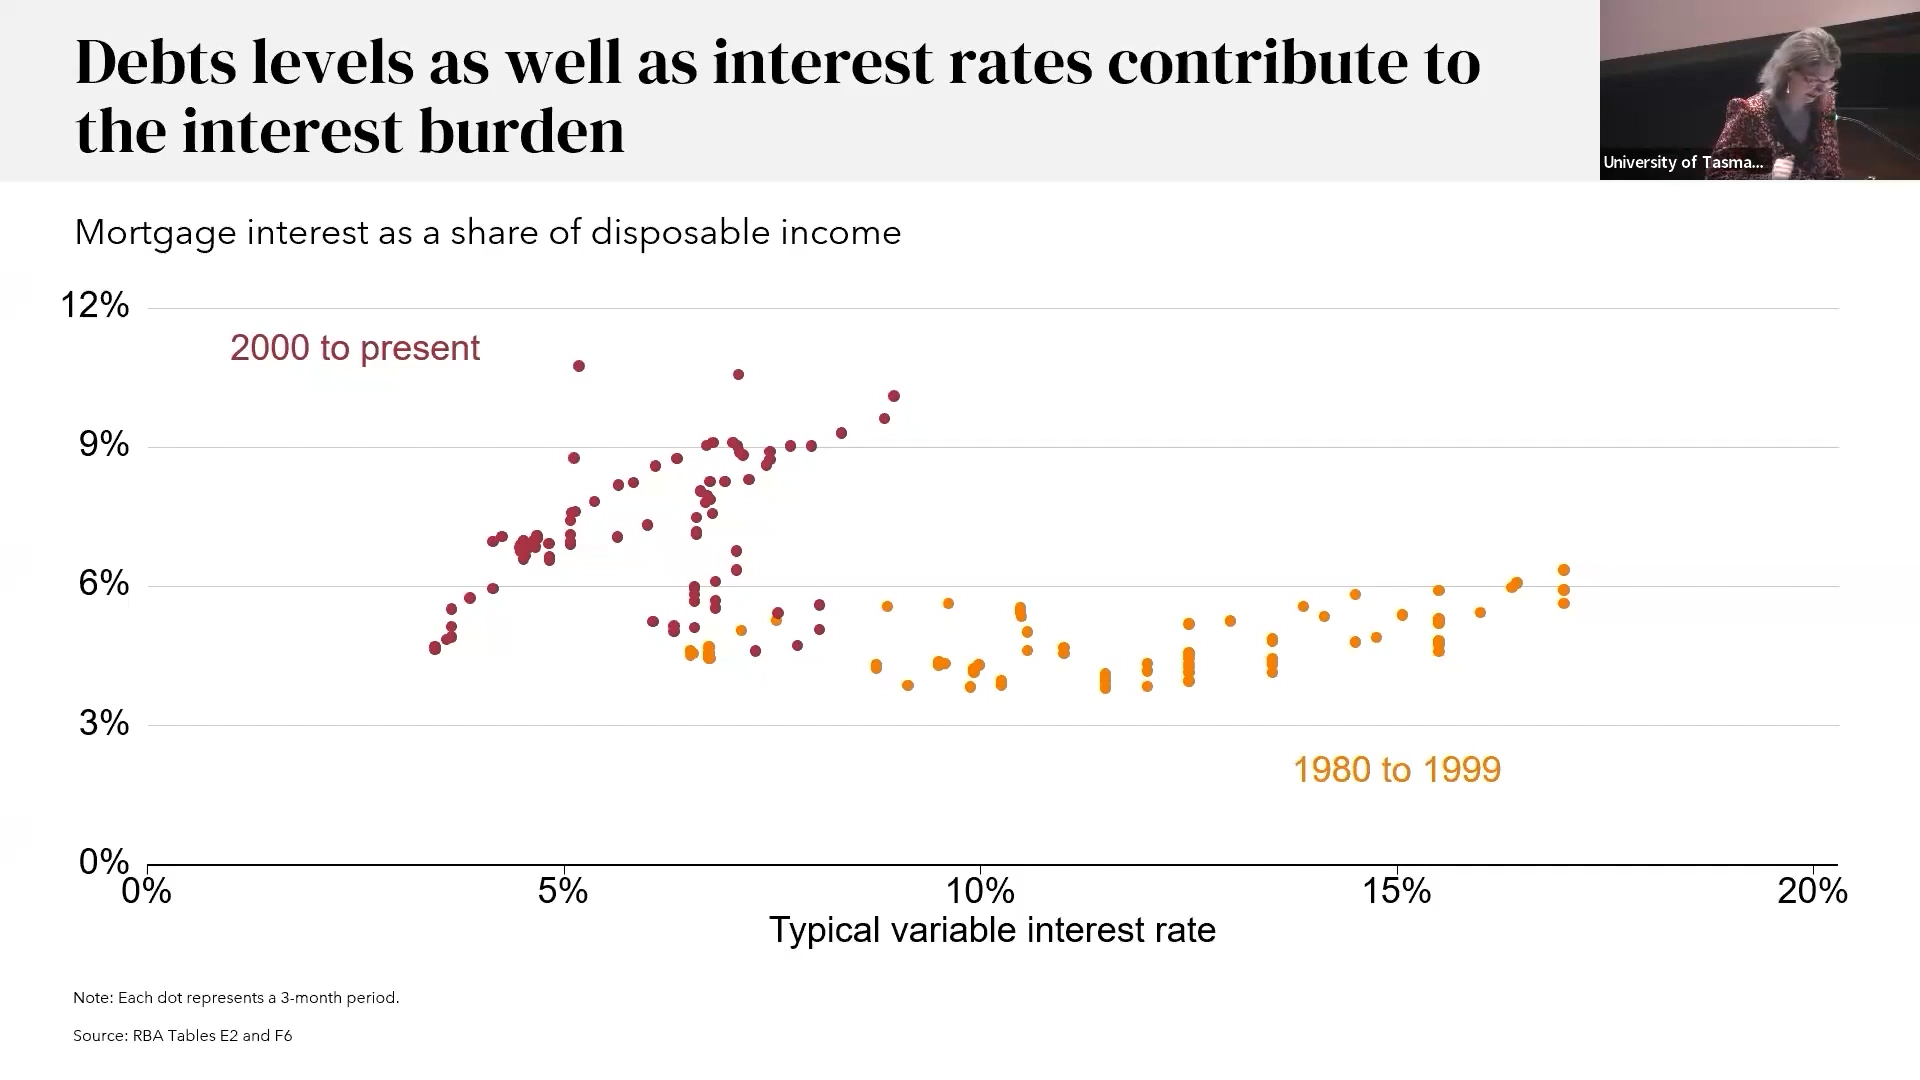 Debts levels as well as interest rates contribute to
the interest burden
University of Tasma...
Mortgage interest as a share of disposable income
12%
2000 to present
9%
6%
3%
1980 to 1999
0%
0%
5%
10%
15%
20%
Typical variable interest rate
Note: Each dot represents a 3-month period.
Source: RBA Tables E2 and F6